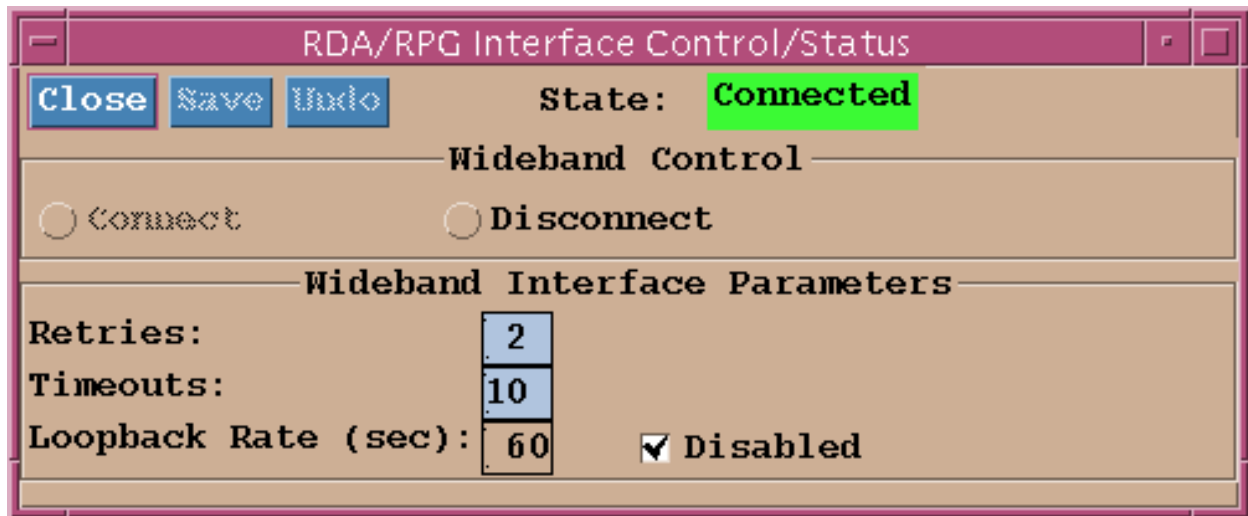 RDA/RPG Interface Control/Status
Close Save Undo State: Connected
Wideband Control
Connect Disconnect
Wideband Interface Parameters
Retries: 2
Timeouts: 10
Loopback Rate (sec): 60 Disabled